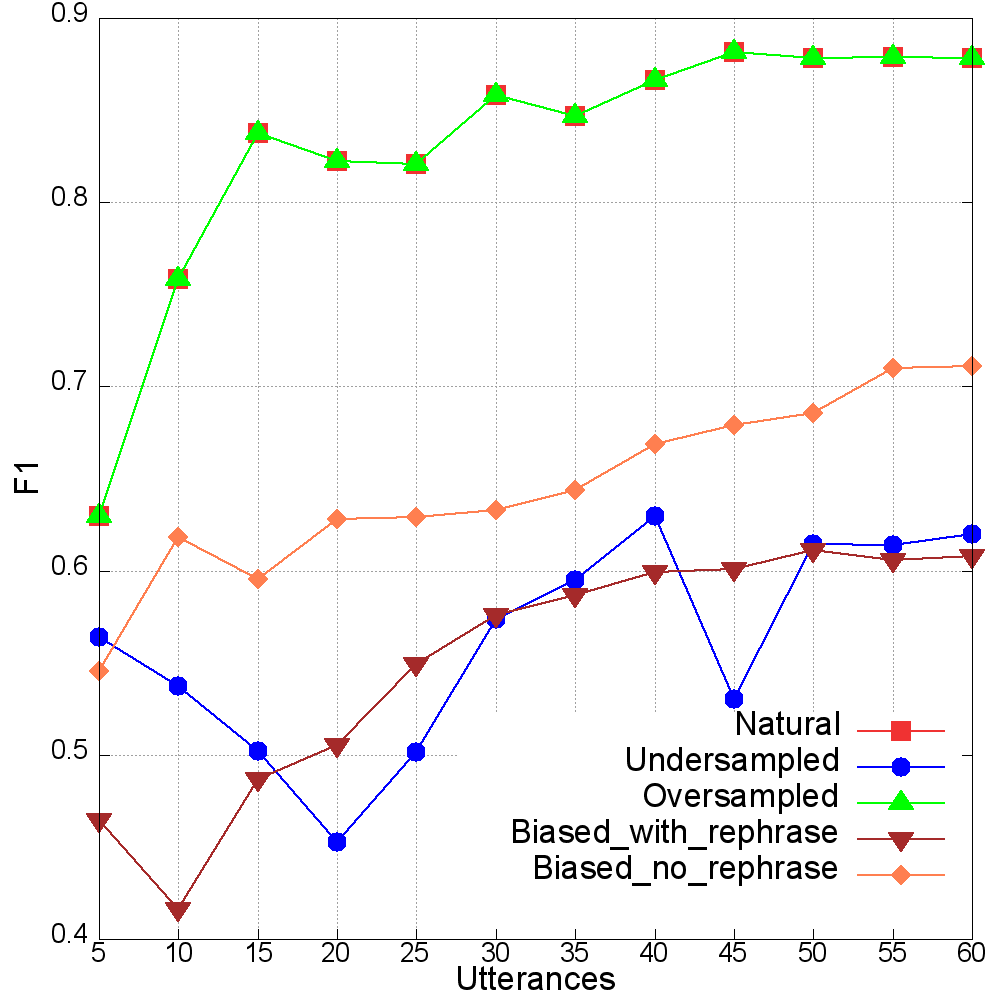 0.9
0.8
0.7
0.6
0.5
0.4
F1
5 10 15 20 25 30 35 40 45 50 55 60
Utterances
Natural
Undersampled
Oversampled
Biased_with_rephrase
Biased_no_rephrase